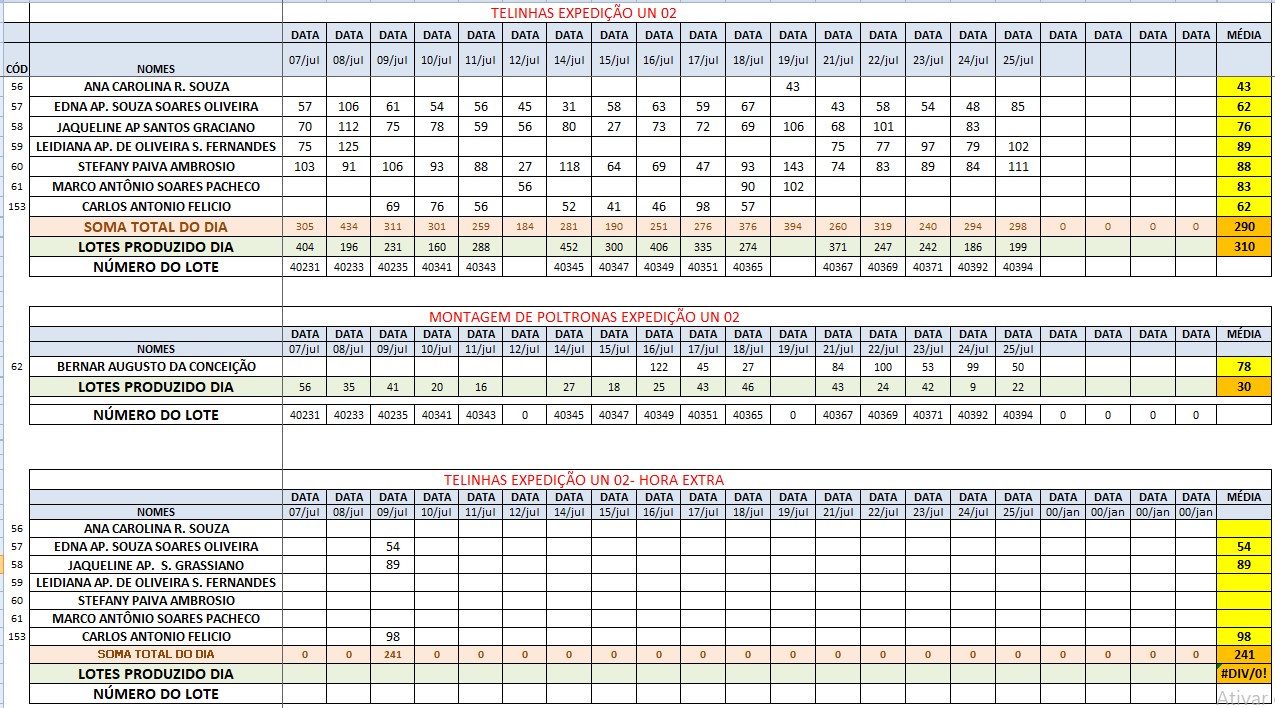 TELINHAS EXPEDIÇÃO UN 02
DATA DATA DATA DATA DATA DATA DATA DATA DATA DATA DATA DATA DATA DATA DATA DATA DATA DATA DATA DATA DATA MÉDIA
CÓD NOMES 07/jul 08/jul 09/jul 10/jul 11/jul 12/jul 14/jul 15/jul 16/jul 17/jul 18/jul 19/jul 21/jul 22/jul 23/jul 24/jul 25/jul
56 ANA CAROLINA R. SOUZA 43 43
57 EDNA AP. SOUZA SOARES OLIVEIRA 57 106 61 54 56 45 31 58 63 59 67 43 58 54 48 85 62
58 JAQUELINE AP SANTOS GRACIANO 70 112 75 78 59 56 80 27 73 72 69 106 68 101 83 76
59 LEIDIANA AP. DE OLIVEIRA S. FERNANDES 75 125 75 77 97 79 102 89
60 STEFANY PAIVA AMBROSIO 103 91 106 93 88 27 118 64 69 47 93 143 74 83 89 84 111 88
61 MARCO ANTÔNIO SOARES PACHECO 56 90 102 83
153 CARLOS ANTONIO FELICIO 69 76 56 52 41 46 98 57 62
SOMA TOTAL DO DIA 305 434 311 301 259 184 281 190 251 276 376 394 260 319 240 294 298 0 0 0 0 290
LOTES PRODUZIDO DIA 404 196 231 160 288 452 300 406 335 274 371 247 242 186 199 310
NÚMERO DO LOTE 40231 40233 40235 40341 40343 40345 40347 40349 40351 40365 40367 40369 40371 40392 40394
MONTAGEM DE POLTRONAS EXPEDIÇÃO UN 02
DATA DATA DATA DATA DATA DATA DATA DATA DATA DATA DATA DATA DATA DATA DATA DATA DATA DATA DATA DATA DATA MÉDIA
NOMES 07/jul 08/jul 09/jul 10/jul 11/jul 12/jul 14/jul 15/jul 16/jul 17/jul 18/jul 19/jul 21/jul 22/jul 23/jul 24/jul 25/jul
62 BERNAR AUGUSTO DA CONCEIÇÃO 122 45 27 84 100 53 99 50 78
LOTES PRODUZIDO DIA 56 35 41 20 16 27 18 25 43 46 43 24 42 9 22 30
NÚMERO DO LOTE 40231 40233 40235 40341 40343 0 40345 40347 40349 40351 40365 0 40367 40369 40371 40392 40394 0 0 0 0
TELINHAS EXPEDIÇÃO UN 02- HORA EXTRA
DATA DATA DATA DATA DATA DATA DATA DATA DATA DATA DATA DATA DATA DATA DATA DATA DATA DATA DATA DATA DATA MÉDIA
NOMES 07/jul 08/jul 09/jul 10/jul 11/jul 12/jul 14/jul 15/jul 16/jul 17/jul 18/jul 19/jul 21/jul 22/jul 23/jul 24/jul 25/jul 00/jan 00/jan 00/jan 00/jan
56 ANA CAROLINA R. SOUZA
57 EDNA AP. SOUZA SOARES OLIVEIRA 54 54
58 JAQUELINE AP. S. GRASSIANO 89 89
59 LEIDIANA AP. DE OLIVEIRA S. FERNANDES
60 STEFANY PAIVA AMBROSIO
61 MARCO ANTÔNIO SOARES PACHECO
153 CARLOS ANTONIO FELICIO 98 98
SOMA TOTAL DO DIA 0 0 241 0 0 0 0 0 0 0 0 0 0 0 0 0 0 0 0 0 0 241
LOTES PRODUZIDO DIA #DIV/0!
NÚMERO DO LOTE
Ativar